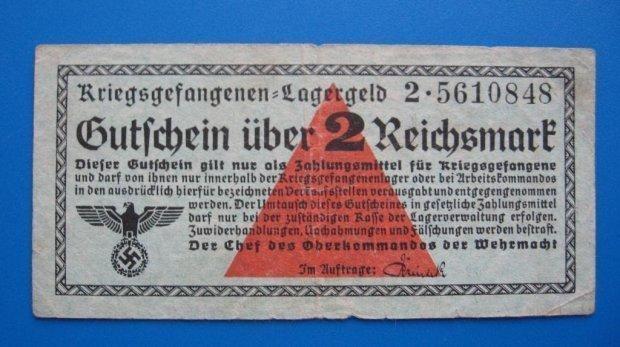 Kriegsgefangenen=Lagergeld 2·5610848
Gutschein über 2 Reichsmark
Dieser Gutschein gilt nur als Zahlungsmittel für Kriegsgefangene
und darf von ihnen nur innerhalb der Kriegsgefangenenlager oder bei Arbeitskommandos
in den ausdrücklich hierfür bezeichneten Verkaufsstellen verausgabt und entgegengenommen
werden. Der Umtausch dieses Gutscheines in gesetzliche Zahlungsmittel
darf nur bei der zuständigen Kasse der Lagerverwaltung erfolgen.
Zuwiderhandlungen, Nachahmungen und Fälschungen werden bestraft.
Der Chef des Oberkommandos der Wehrmacht
Im Auftrage: